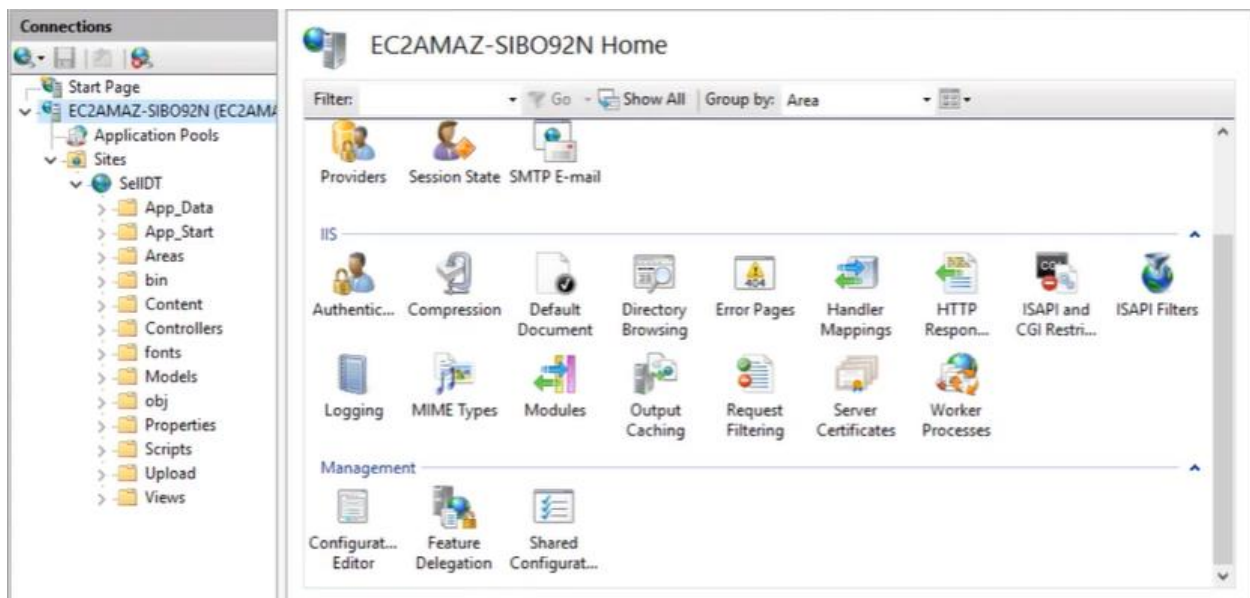 Connections
Start Page
EC2AMAZ-SIBO92N (EC2AMA
Application Pools
Sites
SellDT
App_Data
App_Start
Areas
bin
Content
Controllers
fonts
Models
obj
Properties
Scripts
Upload
Views
EC2AMAZ-SIBO92N Home
Filter: Go Show All Group by: Area
Providers Session State SMTP E-mail
IIS
Authentic... Compression Default Document Directory Browsing Error Pages Handler Mappings HTTP Respon... ISAPI and CGI Restri... ISAPI Filters
Logging MIME Types Modules Output Caching Request Filtering Server Certificates Worker Processes
Management
Configurat... Editor Feature Delegation Shared Configurat...